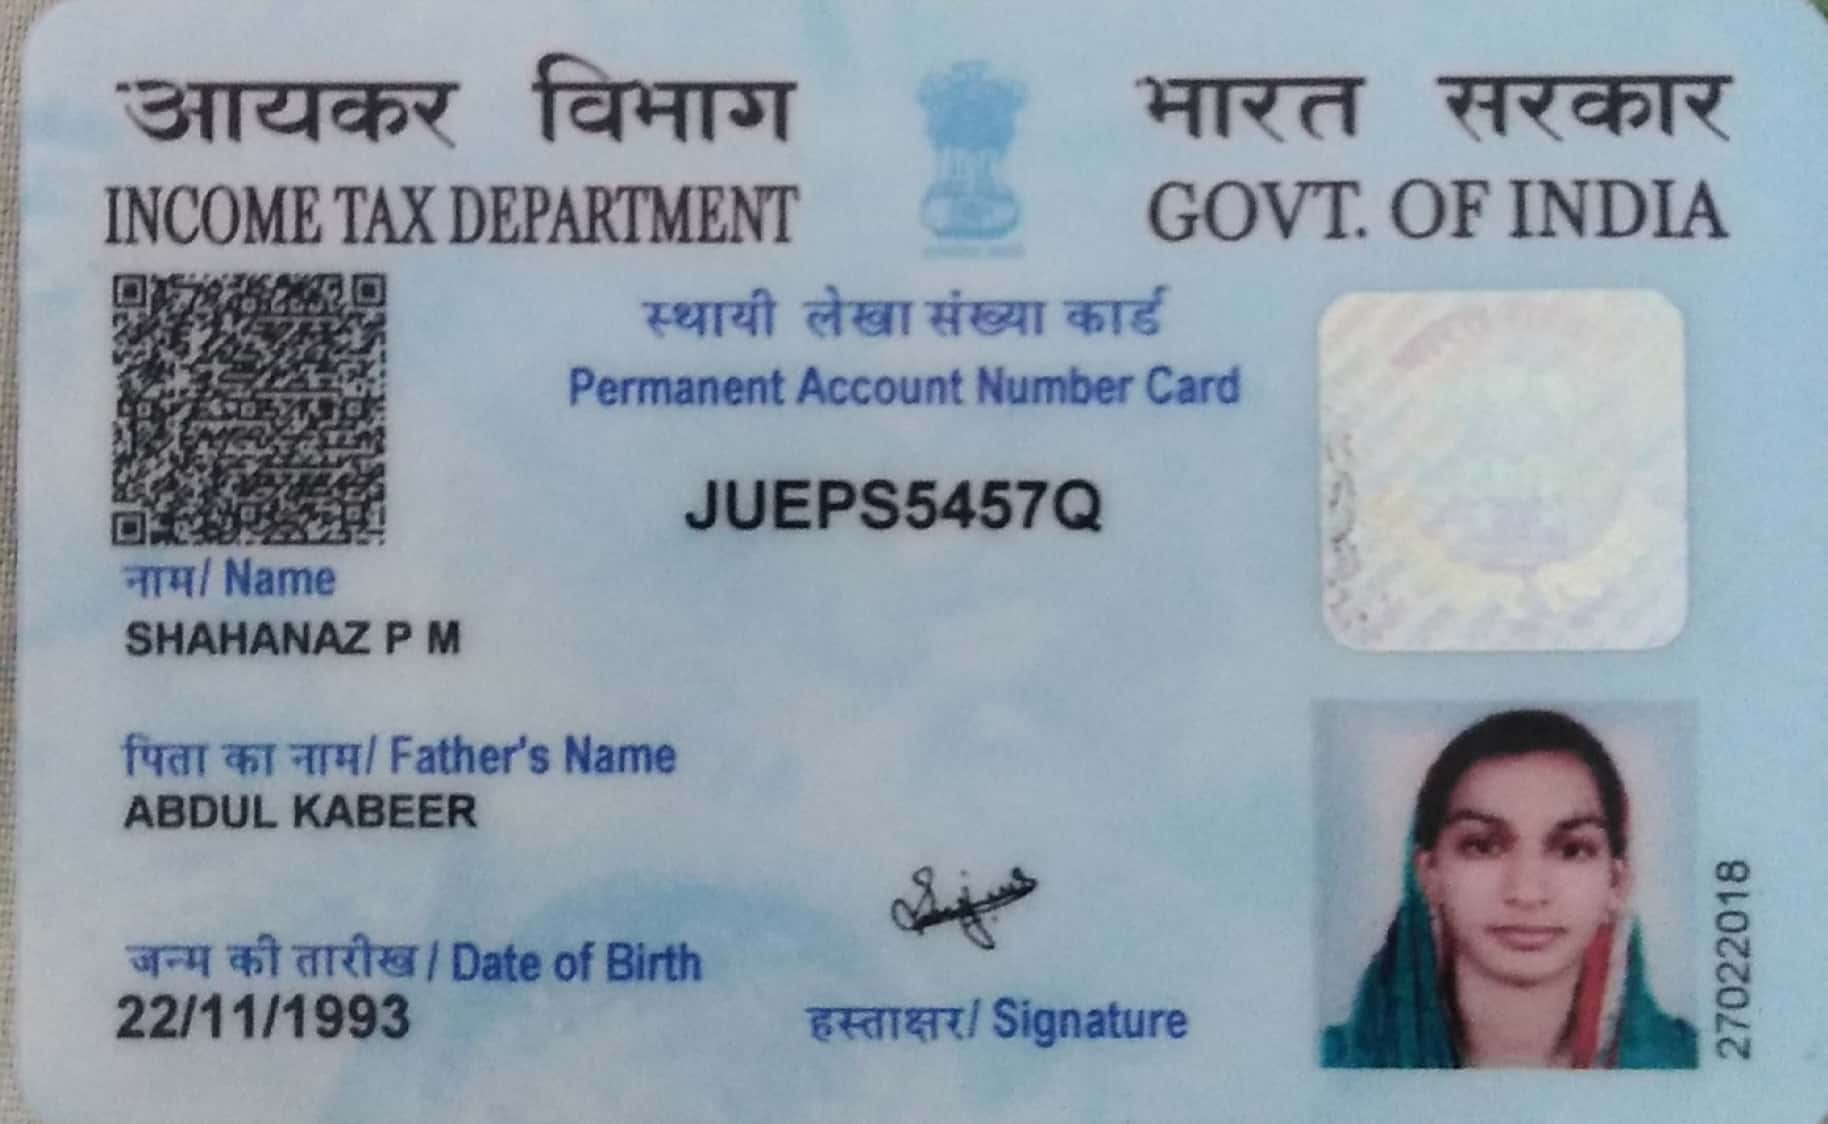 आयकर विभाग
INCOME TAX DEPARTMENT
भारत सरकार
GOVT. OF INDIA
स्थायी लेखा संख्या कार्ड
Permanent Account Number Card
JUEPS5457Q
नाम/ Name
SHAHANAZ P M
पिता का नाम/ Father's Name
ABDUL KABEER
जन्म की तारीख / Date of Birth
22/11/1993
हस्ताक्षर/ Signature
27022018